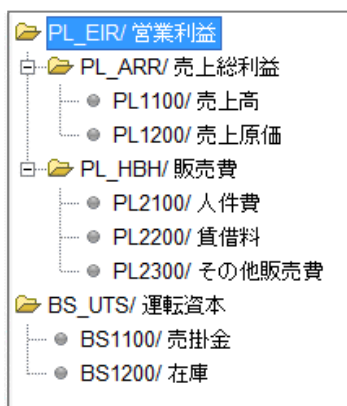 PL_EIR/ 営業利益
PL_ARR/ 売上総利益
PL1100/ 売上高
PL1200/ 売上原価
PL_HBH/ 販売費
PL2100/ 人件費
PL2200/ 賃借料
PL2300/ その他販売費
BS_UTS/ 運転資本
BS1100/ 売掛金
BS1200/ 在庫